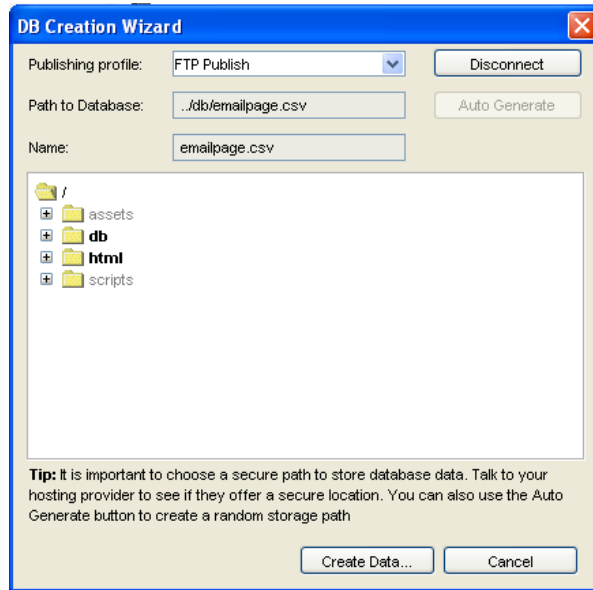 DB Creation Wizard
Publishing profile: FTP Publish Disconnect
Path to Database: ../db/emailpage.csv Auto Generate
Name: emailpage.csv
/
assets
db
html
scripts
Tip: It is important to choose a secure path to store database data. Talk to your
hosting provider to see if they offer a secure location. You can also use the Auto
Generate button to create a random storage path
Create Data... Cancel